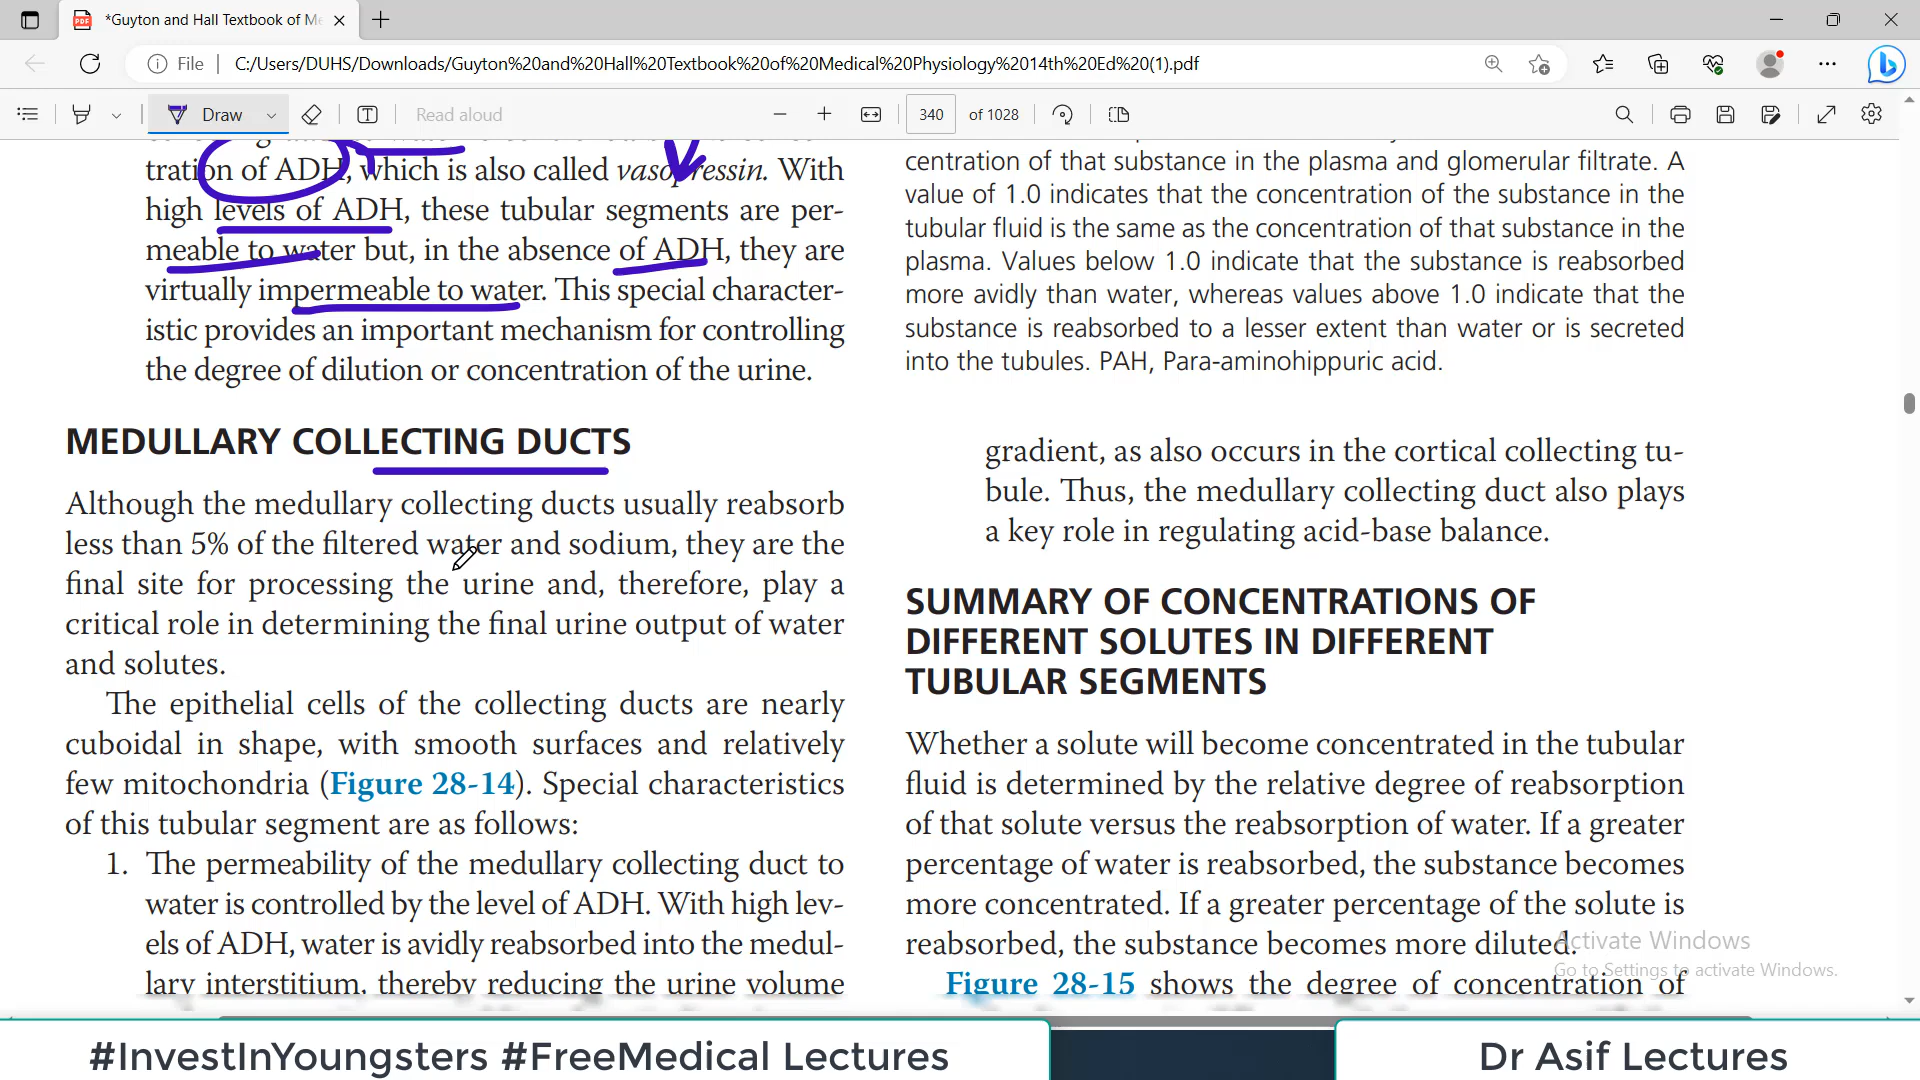 *Guyton and Hall Textbook of Me
File
C:/Users/DUHS/Downloads/Guyton%20and%20Hall%20Textbook%20of%20Medical%20Physiology%2014th%20Ed%20(1).pdf
Draw
Read aloud
340 of 1028
tration of ADH, which is also called vasopressin. With
high levels of ADH, these tubular segments are per-
meable to water but, in the absence of ADH, they are
virtually impermeable to water. This special character-
istic provides an important mechanism for controlling
the degree of dilution or concentration of the urine.
MEDULLARY COLLECTING DUCTS
Although the medullary collecting ducts usually reabsorb
less than 5% of the filtered water and sodium, they are the
final site for processing the urine and, therefore, play a
critical role in determining the final urine output of water
and solutes.
The epithelial cells of the collecting ducts are nearly
cuboidal in shape, with smooth surfaces and relatively
few mitochondria (Figure 28-14). Special characteristics
of this tubular segment are as follows:
1. The permeability of the medullary collecting duct to
water is controlled by the level of ADH. With high lev-
els of ADH, water is avidly reabsorbed into the medul-
lary interstitium, thereby reducing the urine volume
centration of that substance in the plasma and glomerular filtrate. A
value of 1.0 indicates that the concentration of the substance in the
tubular fluid is the same as the concentration of that substance in the
plasma. Values below 1.0 indicate that the substance is reabsorbed
more avidly than water, whereas values above 1.0 indicate that the
substance is reabsorbed to a lesser extent than water or is secreted
into the tubules. PAH, Para-aminohippuric acid.
gradient, as also occurs in the cortical collecting tu-
bule. Thus, the medullary collecting duct also plays
a key role in regulating acid-base balance.
SUMMARY OF CONCENTRATIONS OF
DIFFERENT SOLUTES IN DIFFERENT
TUBULAR SEGMENTS
Whether a solute will become concentrated in the tubular
fluid is determined by the relative degree of reabsorption
of that solute versus the reabsorption of water. If a greater
percentage of water is reabsorbed, the substance becomes
more concentrated. If a greater percentage of the solute is
reabsorbed, the substance becomes more diluted.
Figure 28-15 shows the degree of concentration of
Activate Windows
Go to Settings to activate Windows.
#InvestInYoungsters #FreeMedical Lectures
Dr Asif Lectures